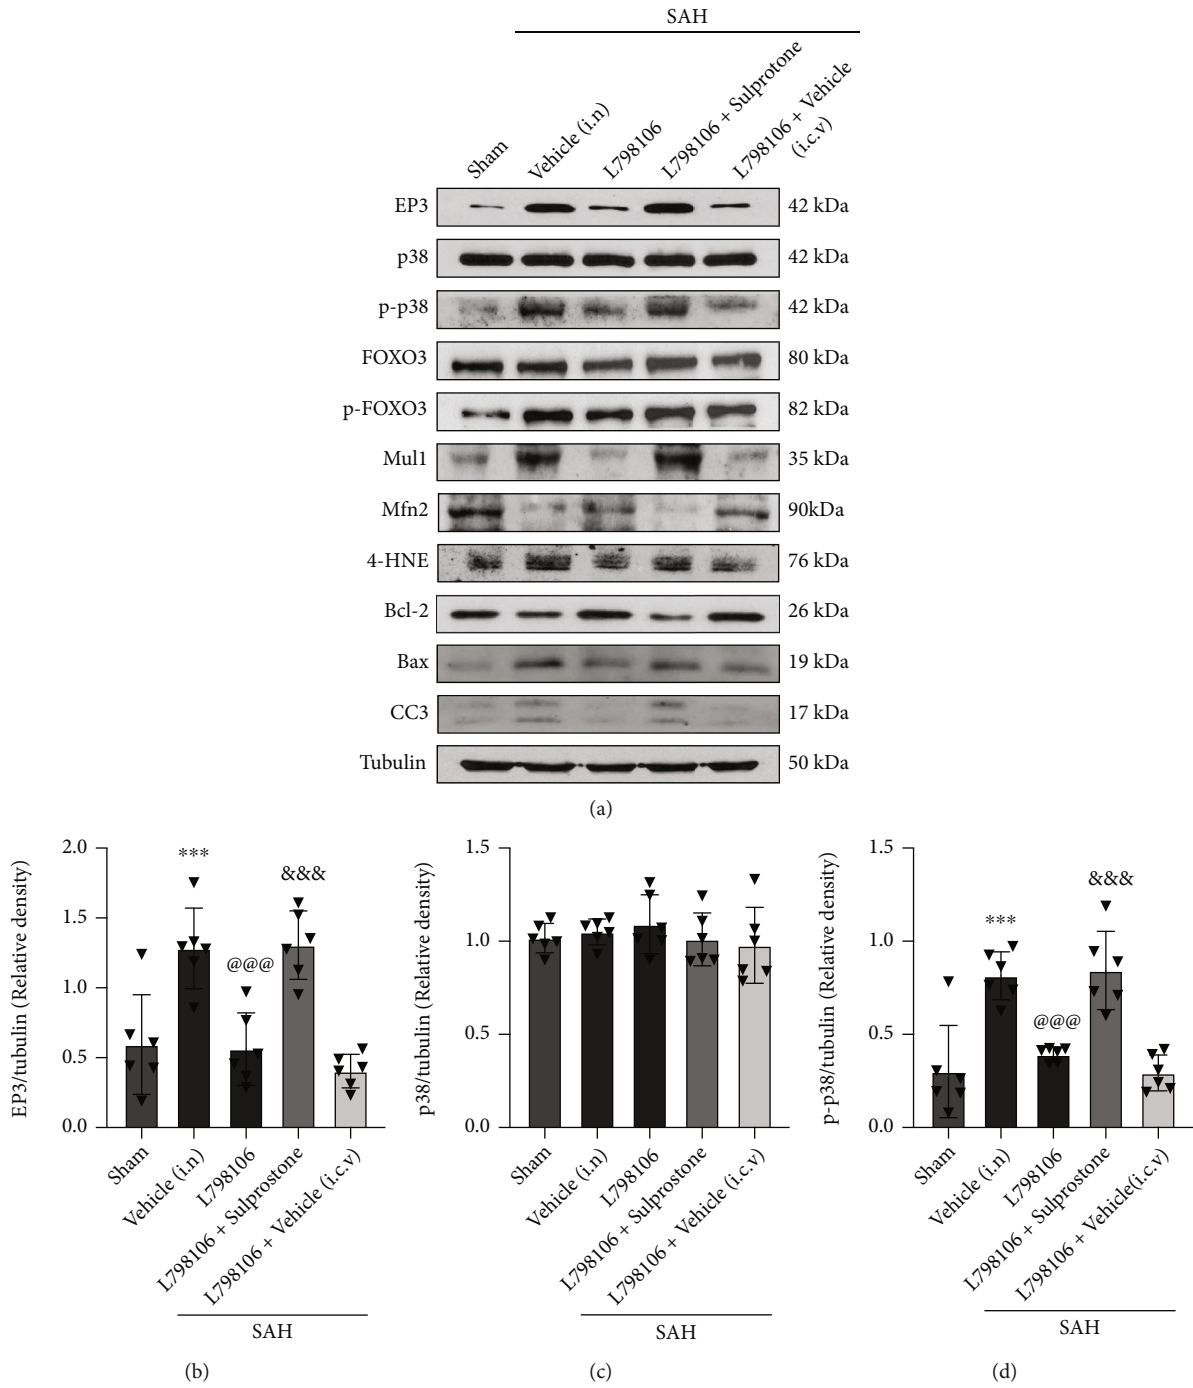 SAH
Sham
Vehicle (i.n)
L798106
L798106 + Sulprotone
L798106 + Vehicle
(i.c.v)
EP3 42 kDa
p38 42 kDa
p-p38 42 kDa
FOXO3 80 kDa
p-FOXO3 82 kDa
Mul1 35 kDa
Mfn2 90kDa
4-HNE 76 kDa
Bcl-2 26 kDa
Bax 19 kDa
CC3 17 kDa
Tubulin 50 kDa
(a)
EP3/tubulin (Relative density)
2.0
1.5
1.0
0.5
0.0
***
@@@
&&&
Sham
Vehicle (i.n)
L798106
L798106 + Sulprostone
L798106 + Vehicle (i.c.v)
SAH
(b)
p38/tubulin (Relative density)
1.5
1.0
0.5
0.0
Sham
Vehicle (i.n)
L798106
L798106 + Sulprostone
L798106 + Vehicle (i.c.v)
SAH
(c)
p-p38/tubulin (Relative density)
1.5
1.0
0.5
0.0
***
@@@
&&&
Sham
Vehicle (i.n)
L798106
L798106 + Sulprostone
L798106 + Vehicle(i.c.v)
SAH
(d)